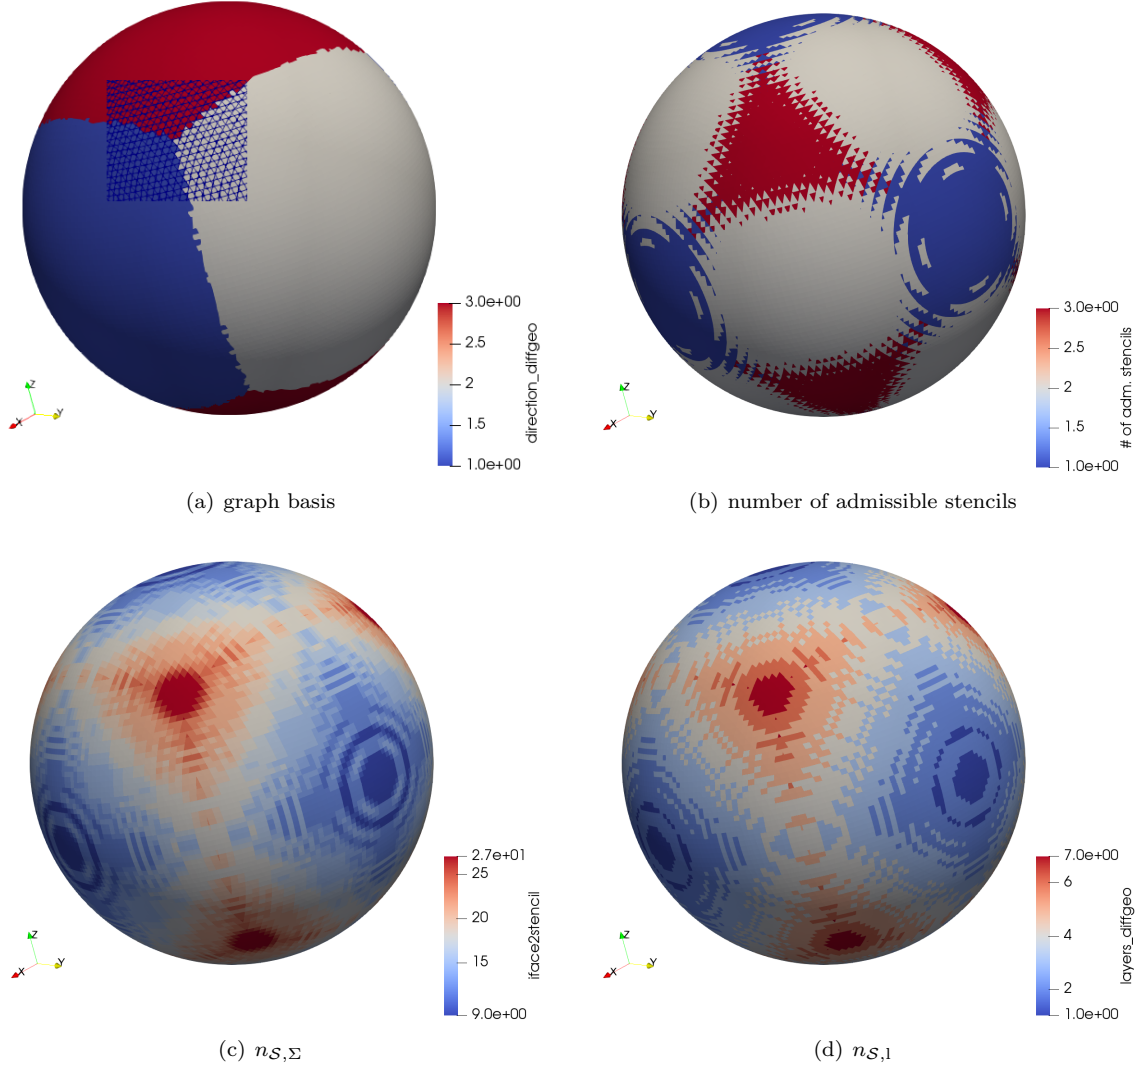 3.0e+00
2
1.5
1.0e+00
2.5
direction_diffgeo
Z
X
Y
(a) graph basis
3.0e+00
2.5
2
1.5
1.0e+00
# of adm. stencils
Z
X
Y
(b) number of admissible stencils
2.7e+01
25
20
15
9.0e+00
iface2stencil
Z
X
Y
(c) n𝒮,Σ
7.0e+00
6
4
2
1.0e+00
layers_diffgeo
Z
X
Y
(d) n𝒮,l